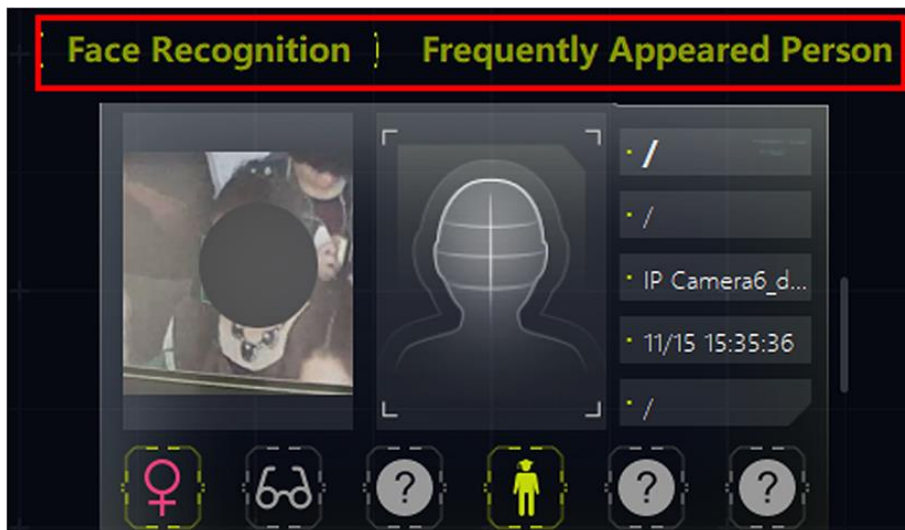 Face Recognition
Frequently Appeared Person
/
/
IP Camera6_d...
11/15 15:35:36
/
?
?
?